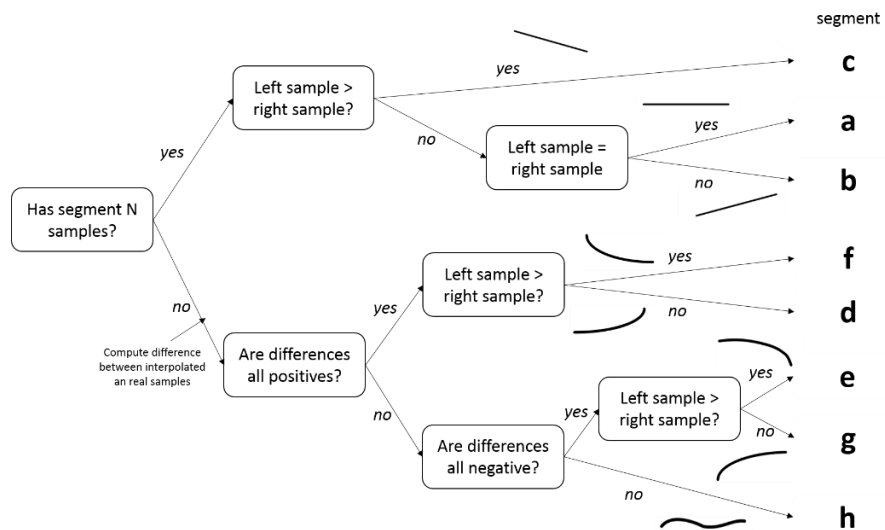 segment
c
yes
Left sample >
right sample?
yes
a
yes
no
Left sample =
right sample
b
no
Has segment N
samples?
f
yes
Left sample >
right sample?
yes
no
d
no
Compute difference
between interpolated
an real samples
Are differences
all positives?
yes
e
Left sample >
right sample?
no
yes
no
g
Are differences
all negative?
no
h